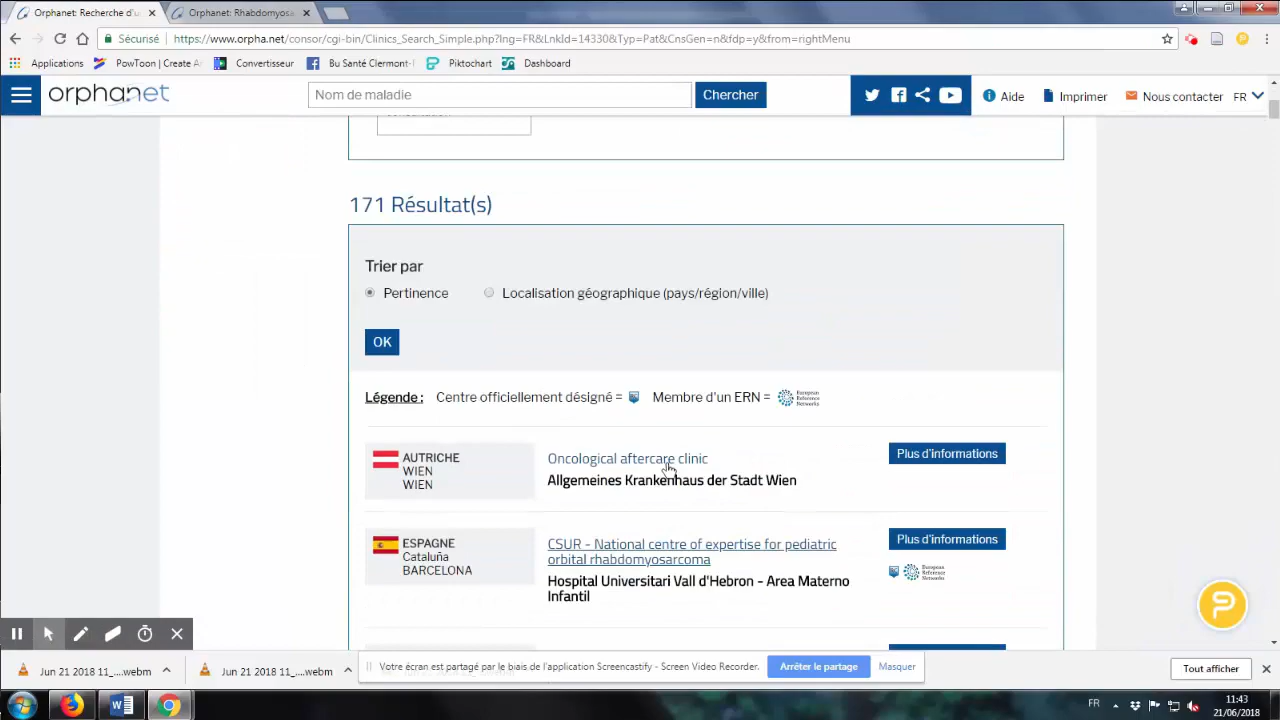 Orphanet: Recherche d'u
Orphanet: Rhabdomyosa
Sécurisé
https://www.orpha.net/consor/cgi-bin/Clinics_Search_Simple.php?lng=FR&LnkId=14330&Typ=Pat&CnsGen=n&fdp=y&from=rightMenu
Applications
PowToon | Create A
Convertisseur
Bu Santé Clermont-
Piktochart
Dashboard
orphanet
Nom de maladie
Chercher
Aide
Imprimer
Nous contacter
FR
171 Résultat(s)
Trier par
Pertinence
Localisation géographique (pays/région/ville)
OK
Légende :
Centre officiellement désigné =
Membre d'un ERN =
European
Reference
Networks
AUTRICHE
WIEN
WIEN
Oncological aftercare clinic
Allgemeines Krankenhaus der Stadt Wien
Plus d'informations
ESPAGNE
Cataluña
BARCELONA
CSUR - National centre of expertise for pediatric
orbital rhabdomyosarcoma
Hospital Universitari Vall d'Hebron - Area Materno
Infantil
Plus d'informations
European
Reference
Networks
Jun 21 2018 11_....webm
Jun 21 2018 11_....webm
Votre écran est partagé par le biais de l'application Screencastify - Screen Video Recorder.
Arrêter le partage
Masquer
Tout afficher
FR
11:43
21/06/2018